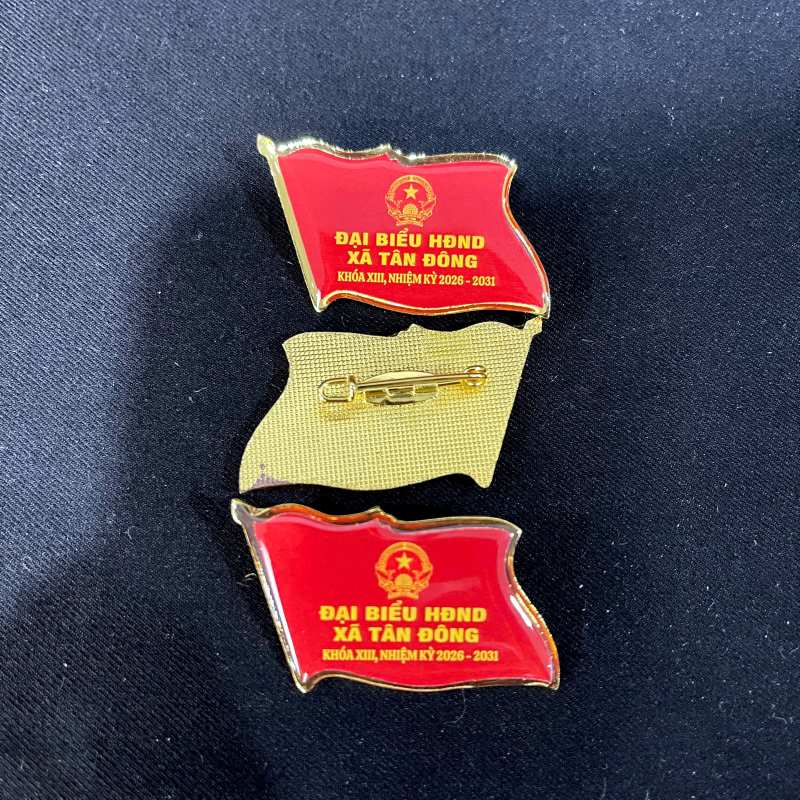 ĐẠI BIỂU HĐND
XÃ TÂN ĐÔNG
KHÓA XIII, NHIỆM KỲ 2026 - 2031
ĐẠI BIỂU HĐND
XÃ TÂN ĐÔNG
KHÓA XIII, NHIỆM KỲ 2026 - 2031